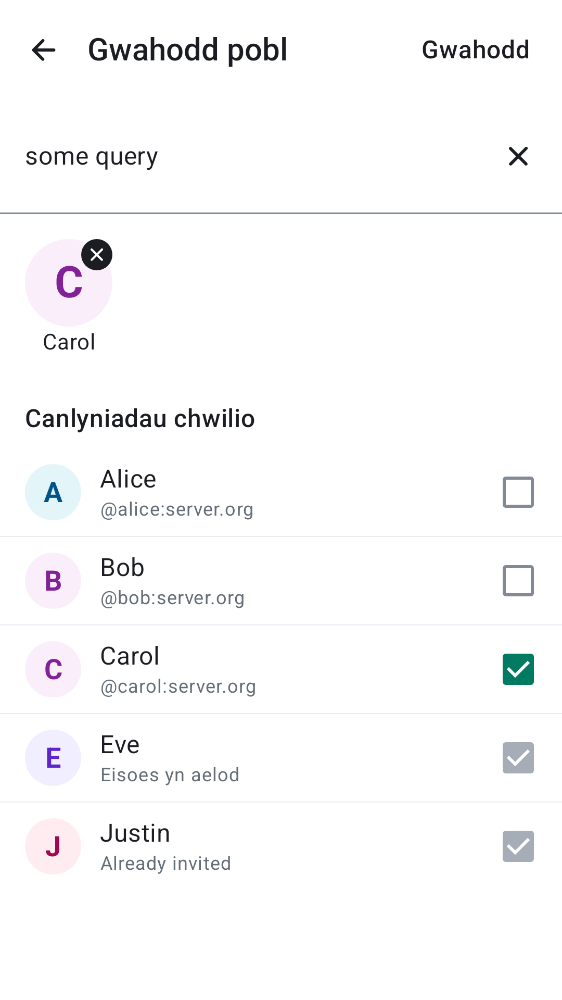 Gwahodd pobl
Gwahodd
some query
C
Carol
Canlyniadau chwilio
A
Alice
@alice:server.org
B
Bob
@bob:server.org
C
Carol
@carol:server.org
E
Eve
Eisoes yn aelod
J
Justin
Already invited